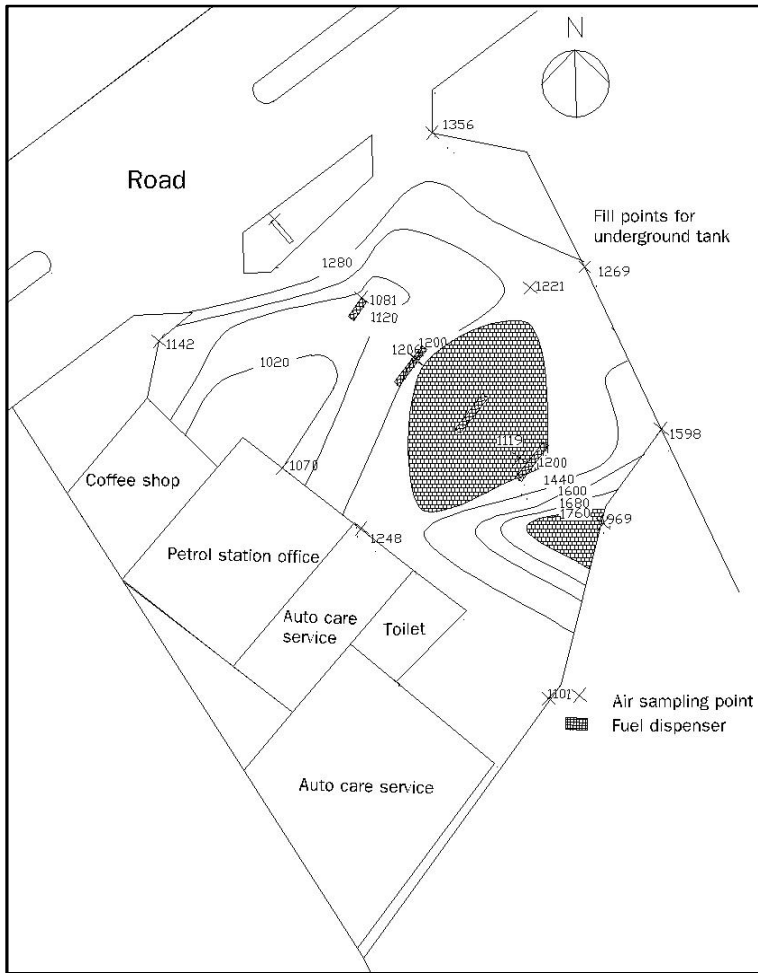 N
1356
Road
Fill points for
underground tank
1280
1269
1221
1081
1120
1142
1200
1206
1020
1119
1598
1200
1070
1440
Coffee shop
1600
1680
1760
969
1248
Petrol station office
Auto care
service
Toilet
1101
Air sampling point
Fuel dispenser
Auto care service